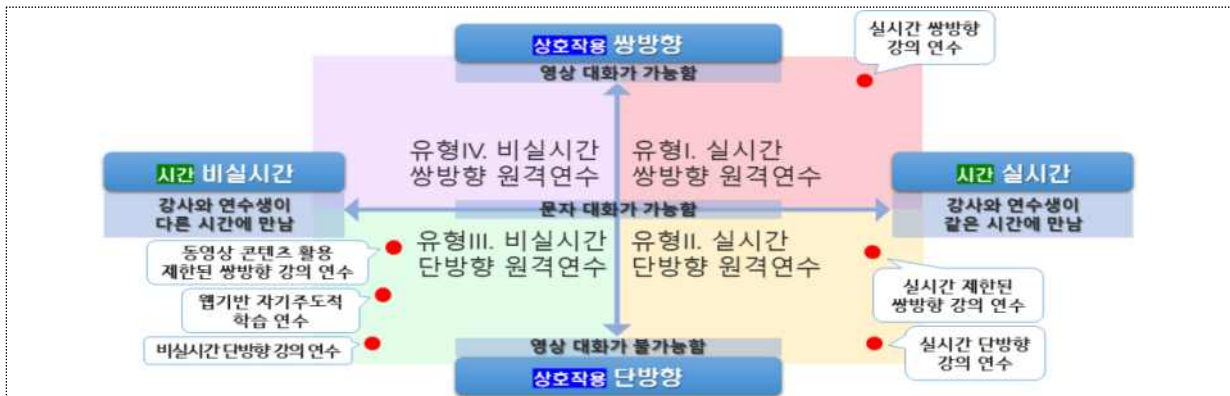 상호작용 쌍방향
영상 대화가 가능함
실시간 쌍방향
강의 연수
유형IV. 비실시간
쌍방향 원격연수
유형I. 실시간
쌍방향 원격연수
시간 비실시간
강사와 연수생이
다른 시간에 만남
문자 대화가 가능함
시간 실시간
강사와 연수생이
같은 시간에 만남
유형III. 비실시간
단방향 원격연수
유형II. 실시간
단방향 원격연수
동영상 콘텐츠 활용
제한된 쌍방향 강의 연수
웹기반 자기주도적
학습 연수
비실시간 단방향 강의 연수
실시간 제한된
쌍방향 강의 연수
실시간 단방향
강의 연수
영상 대화가 불가능함
상호작용 단방향